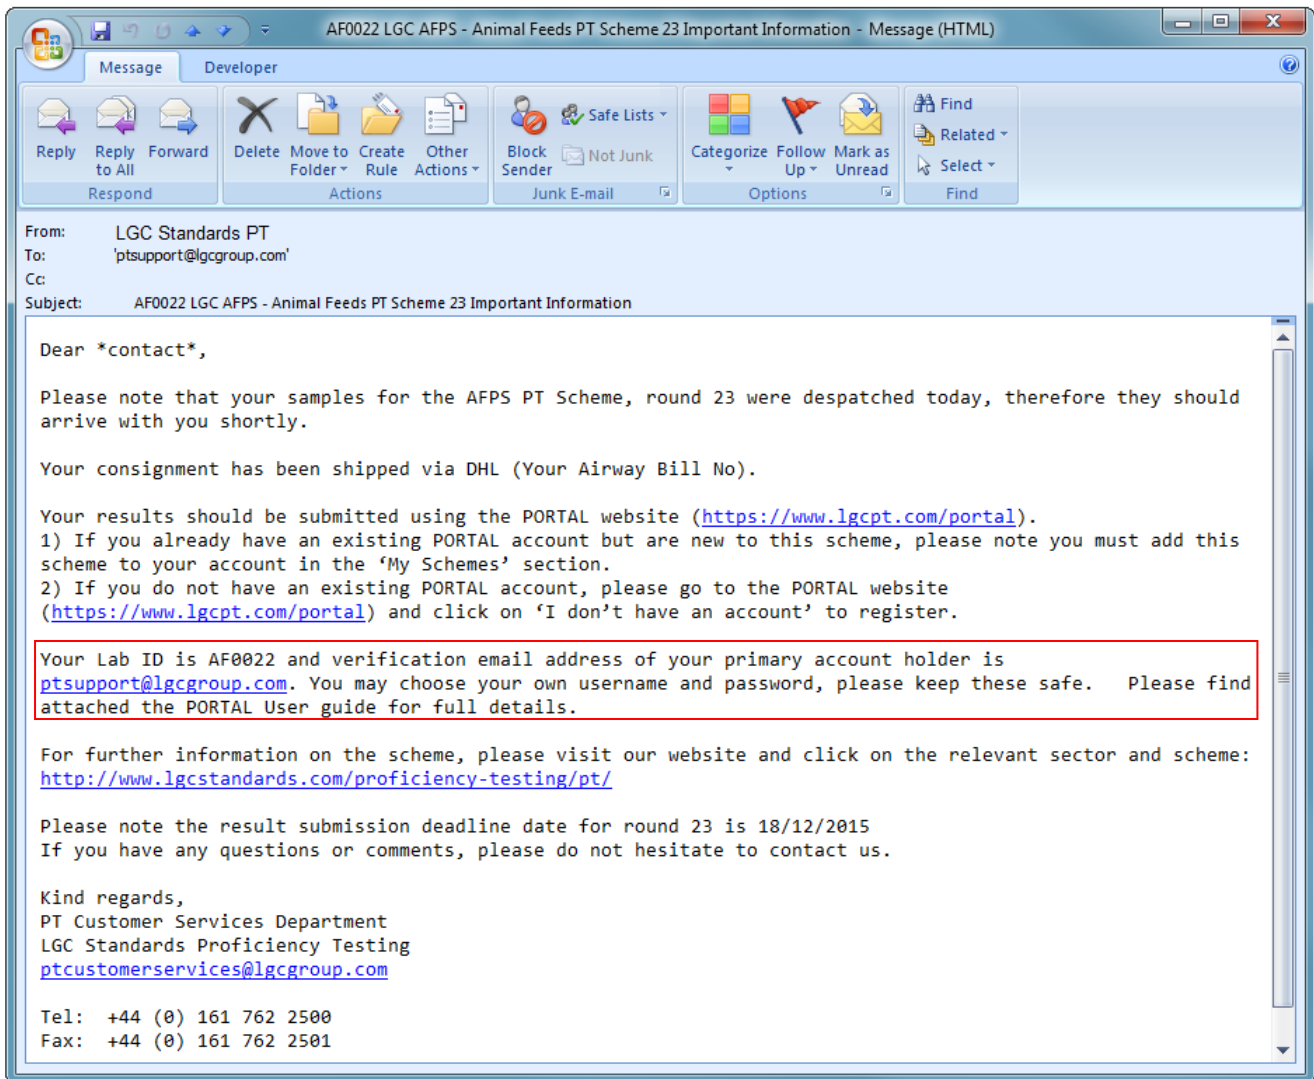 AF0022 LGC AFPS - Animal Feeds PT Scheme 23 Important Information - Message (HTML)
Message Developer
Reply Reply to All Forward Delete Move to Folder Create Rule Other Actions Block Sender Safe Lists Not Junk Categorize Follow Up Mark as Unread Find Related Select
Respond Actions Junk E-mail Options Find
From: LGC Standards PT
To: 'ptsupport@lgcgroup.com'
Cc:
Subject: AF0022 LGC AFPS - Animal Feeds PT Scheme 23 Important Information
Dear *contact*,
Please note that your samples for the AFPS PT Scheme, round 23 were despatched today, therefore they should
arrive with you shortly.
Your consignment has been shipped via DHL (Your Airway Bill No).
Your results should be submitted using the PORTAL website (https://www.lgcpt.com/portal).
1) If you already have an existing PORTAL account but are new to this scheme, please note you must add this
scheme to your account in the ‘My Schemes’ section.
2) If you do not have an existing PORTAL account, please go to the PORTAL website
(https://www.lgcpt.com/portal) and click on ‘I don’t have an account’ to register.
Your Lab ID is AF0022 and verification email address of your primary account holder is
ptsupport@lgcgroup.com. You may choose your own username and password, please keep these safe. Please find
attached the PORTAL User guide for full details.
For further information on the scheme, please visit our website and click on the relevant sector and scheme:
http://www.lgcstandards.com/proficiency-testing/pt/
Please note the result submission deadline date for round 23 is 18/12/2015
If you have any questions or comments, please do not hesitate to contact us.
Kind regards,
PT Customer Services Department
LGC Standards Proficiency Testing
ptcustomerservices@lgcgroup.com
Tel: +44 (0) 161 762 2500
Fax: +44 (0) 161 762 2501